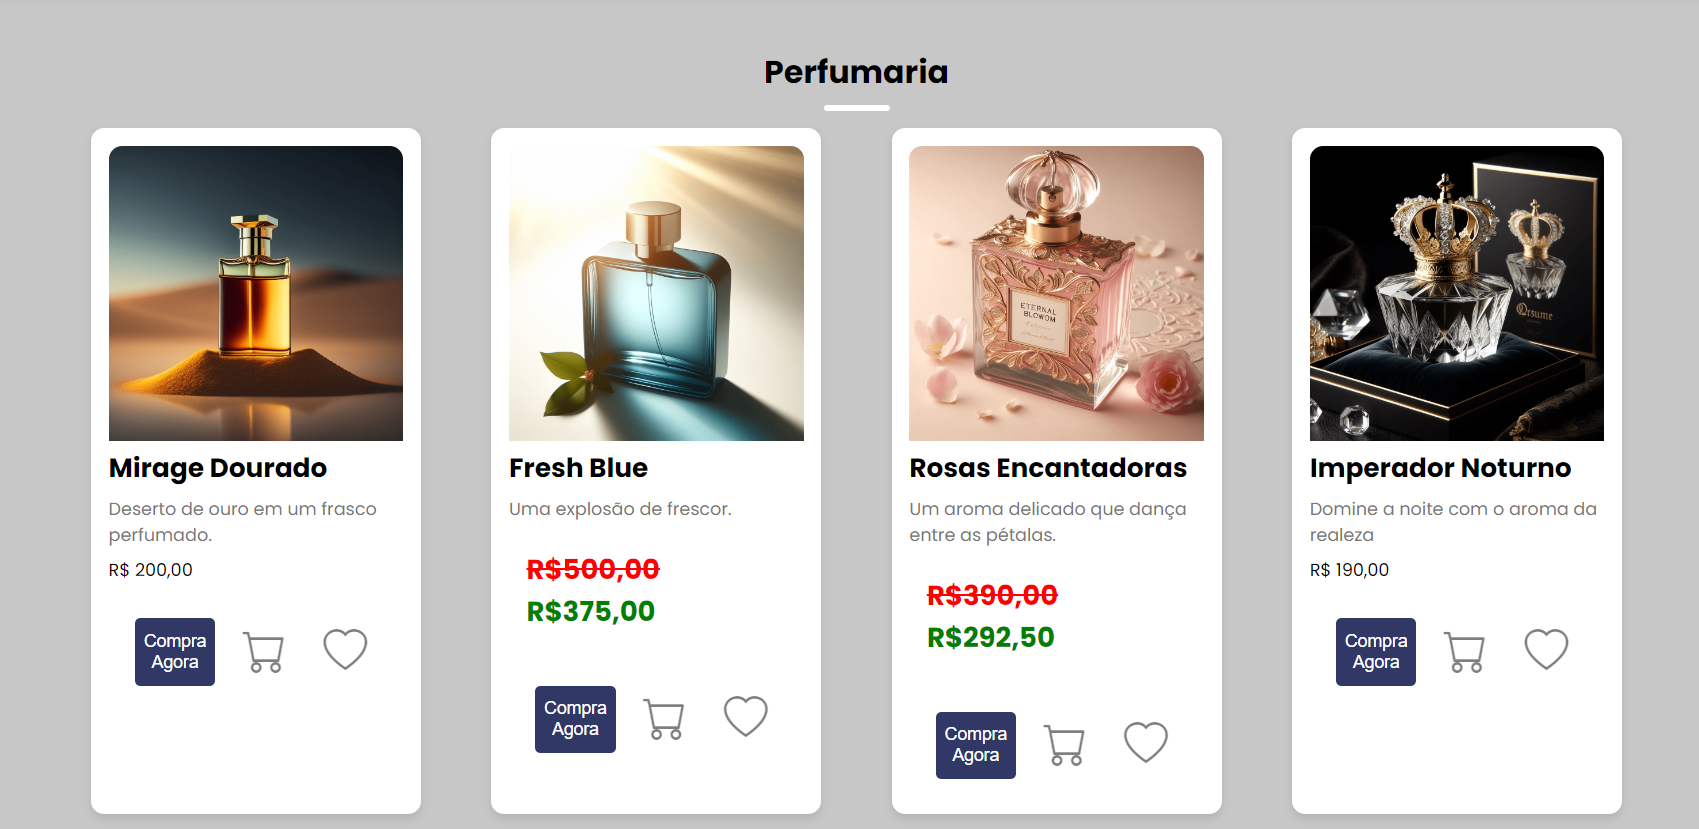 Perfumaria
ETERNAL
BLOWOM
Qrsume
Mirage Dourado
Deserto de ouro em um frasco
perfumado.
R$ 200,00
Compra
Agora
Fresh Blue
Uma explosão de frescor.
R$500,00
R$375,00
Compra
Agora
Rosas Encantadoras
Um aroma delicado que dança
entre as pétalas.
R$390,00
R$292,50
Compra
Agora
Imperador Noturno
Domine a noite com o aroma da
realeza
R$ 190,00
Compra
Agora